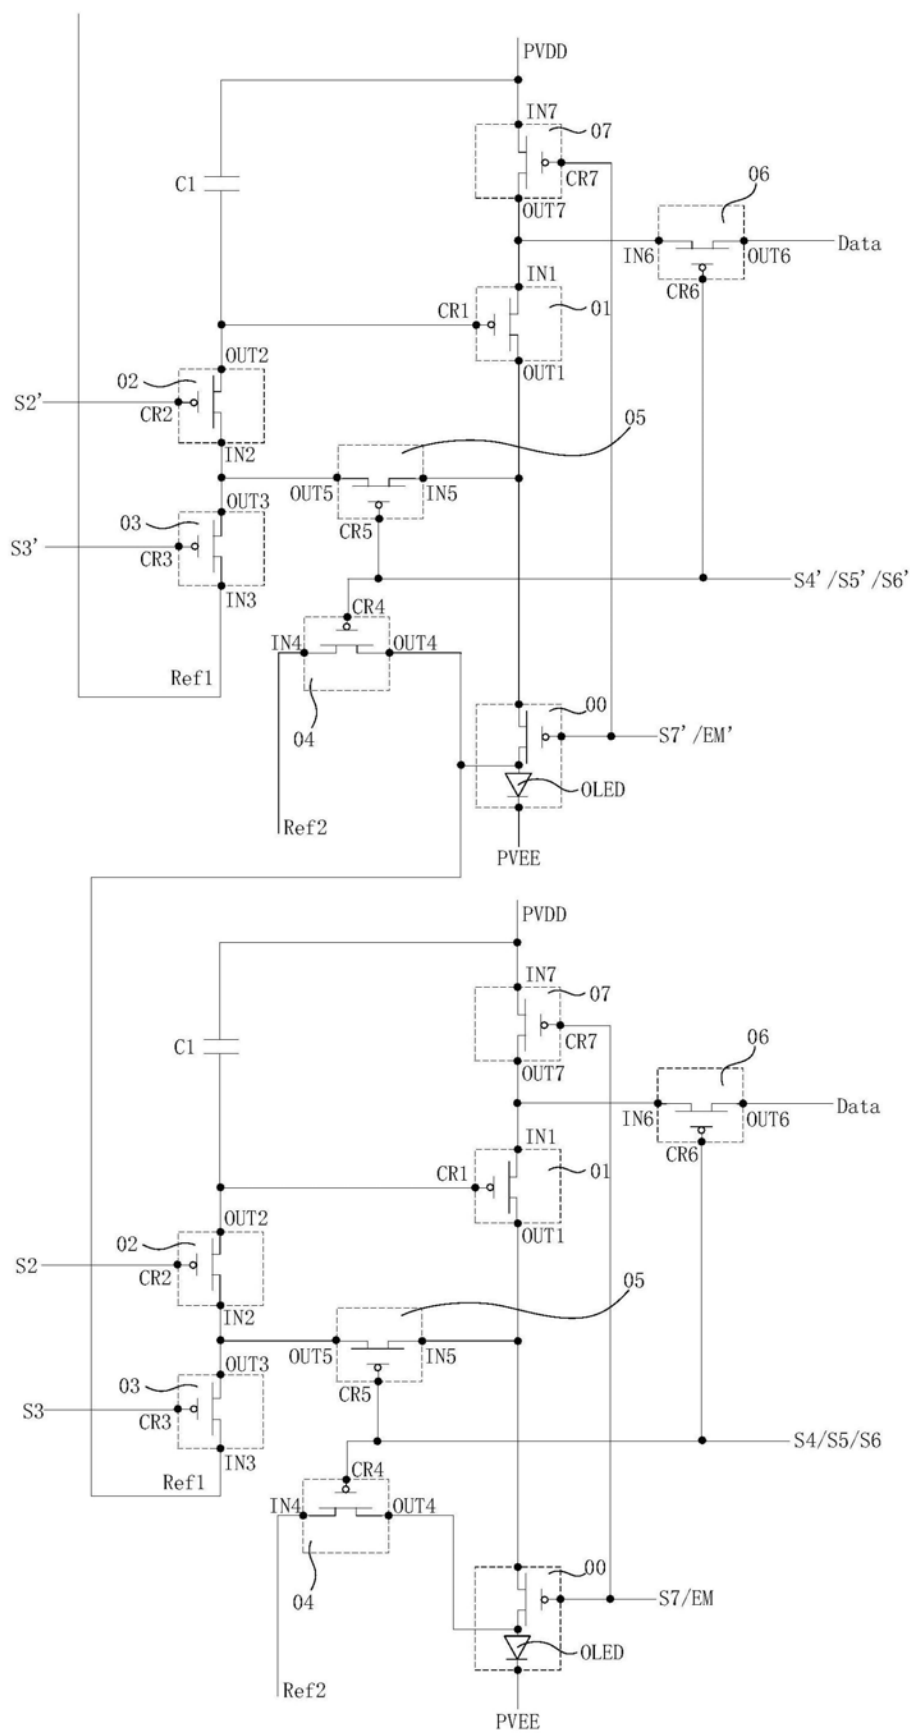 PVDD
IN7
07
C1
CR7
06
OUT7
IN6
OUT6
Data
IN1
CR6
CR1
01
OUT2
OUT1
02
S2'
CR2
05
IN2
OUT5
IN5
OUT3
03
CR5
S3'
CR3
S4'/S5'/S6'
IN3
CR4
IN4
OUT4
Ref1
00
04
S7'/EM'
OLED
Ref2
PVEE
PVDD
IN7
07
C1
CR7
06
OUT7
IN6
OUT6
Data
IN1
CR6
CR1
01
OUT2
OUT1
02
S2
CR2
05
IN2
OUT5
IN5
OUT3
03
CR5
S3
CR3
S4/S5/S6
IN3
CR4
Ref1
IN4
OUT4
00
04
S7/EM
OLED
Ref2
PVEE